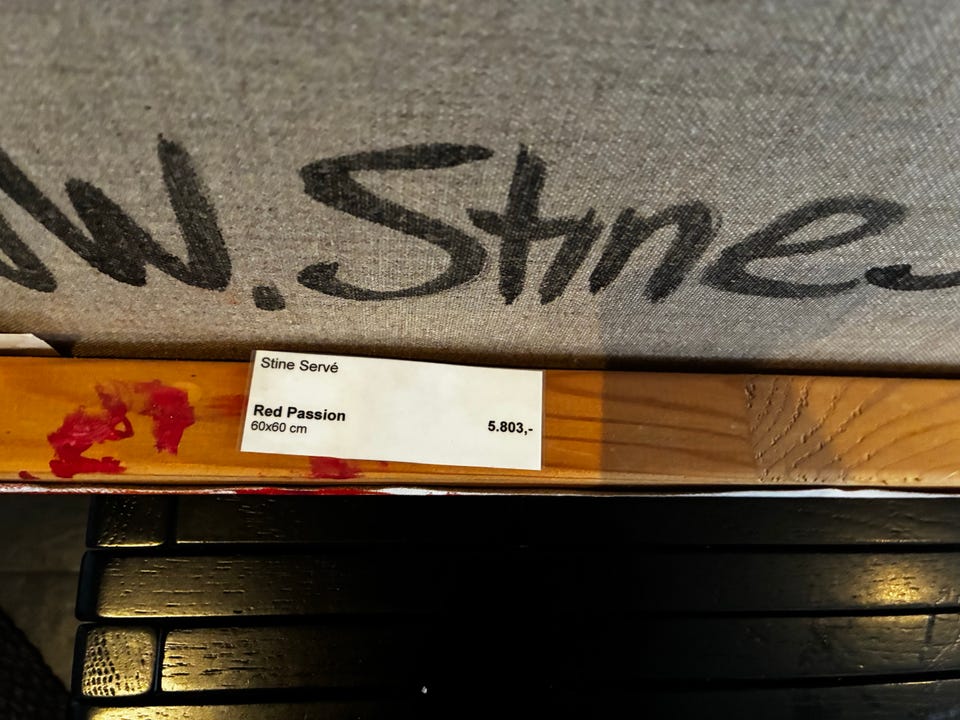 W. Stine
Stine Servé
Red Passion
60x60 cm 5.803,-